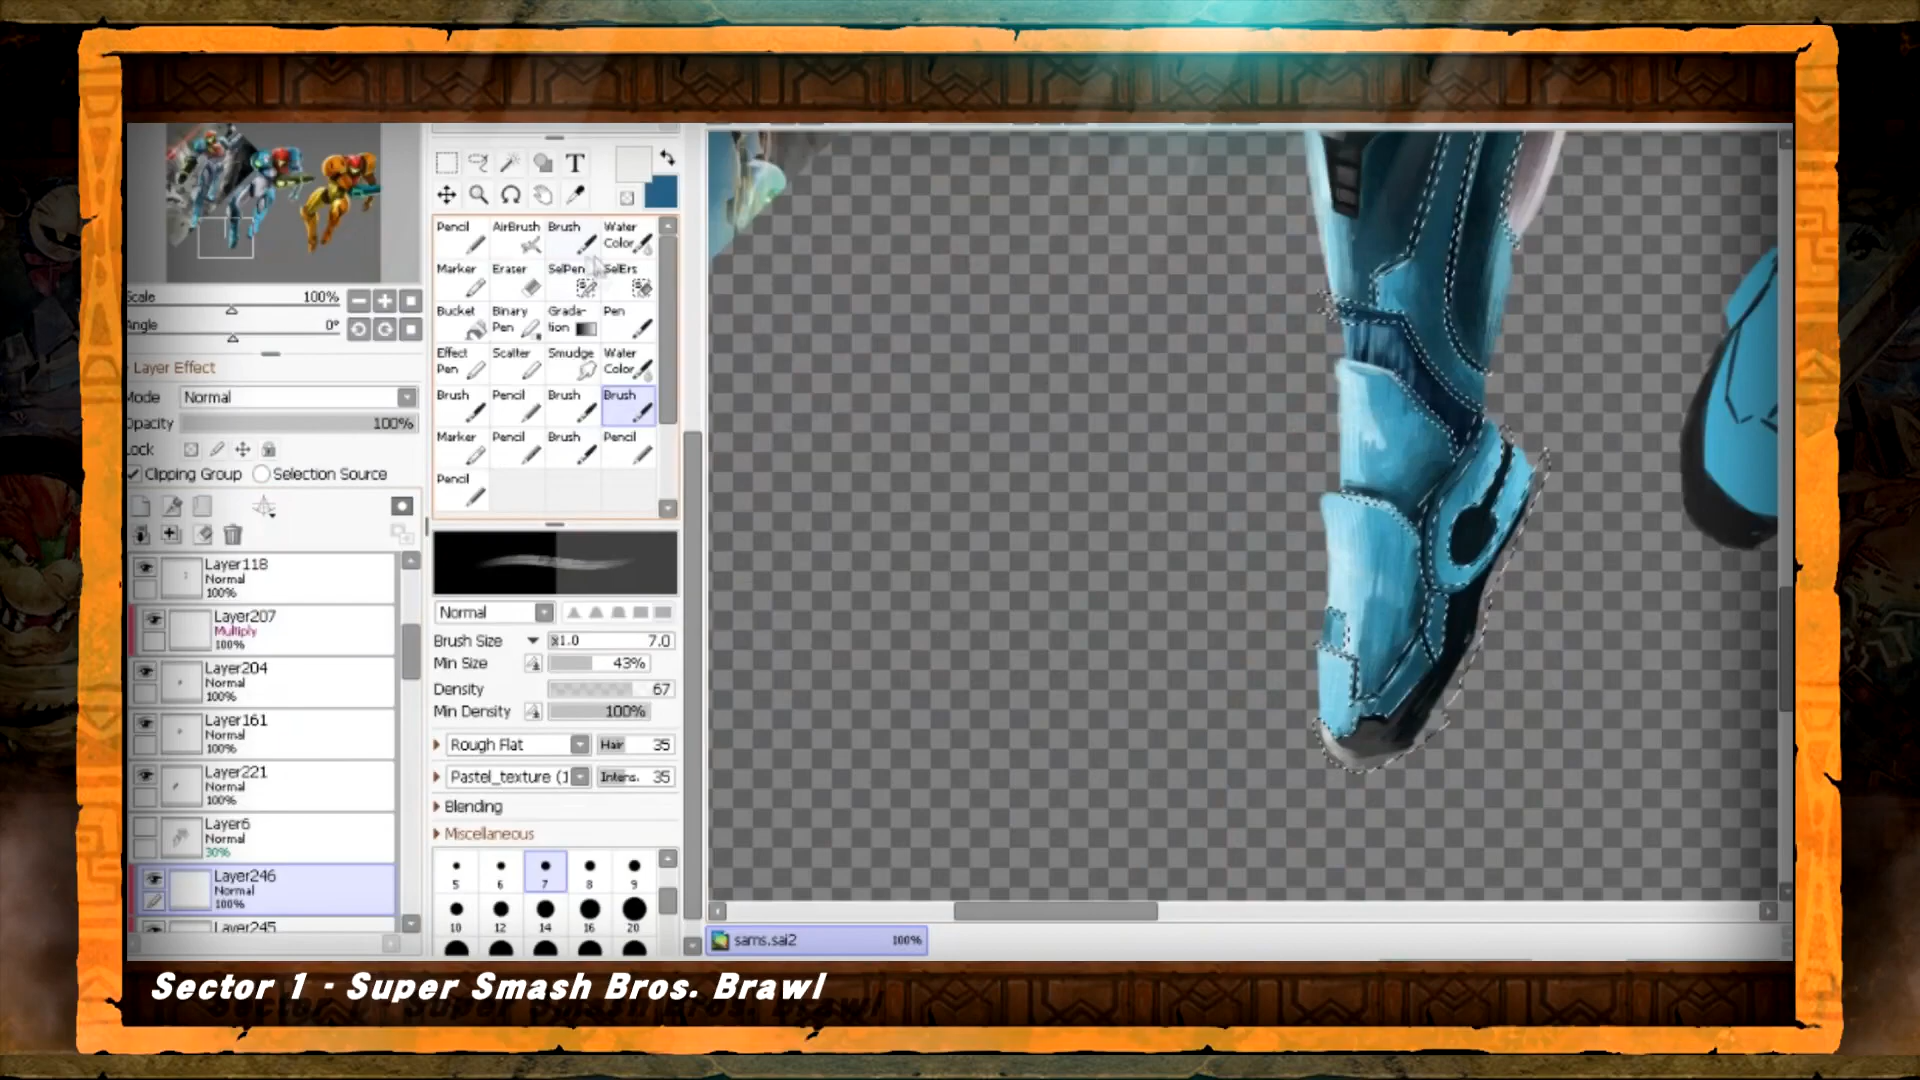 Scale 100%
Angle 0°
Layer Effect
Mode Normal
Opacity 100%
Lock
Clipping Group Selection Source
Layer118
Normal
100%
Layer207
Multiply
100%
Layer204
Normal
100%
Layer161
Normal
100%
Layer221
Normal
100%
Layer6
Normal
30%
Layer246
Normal
100%
Layer245
T
Pencil AirBrush Brush Water Color
Marker Eraser SelPen SelErs
Bucket Binary Pen Grada-tion Pen
Effect Pen Scatter Smudge Water Color
Brush Pencil Brush Brush
Marker Pencil Brush Pencil
Pencil
Normal
Brush Size x1.0 7.0
Min Size 43%
Density 67
Min Density 100%
Rough Flat Hair 35
Pastel_texture (1 Intens. 35
Blending
Miscellaneous
5 6 7 8 9
10 12 14 16 20
sams.sai2 100%
Sector 1 - Super Smash Bros. Brawl